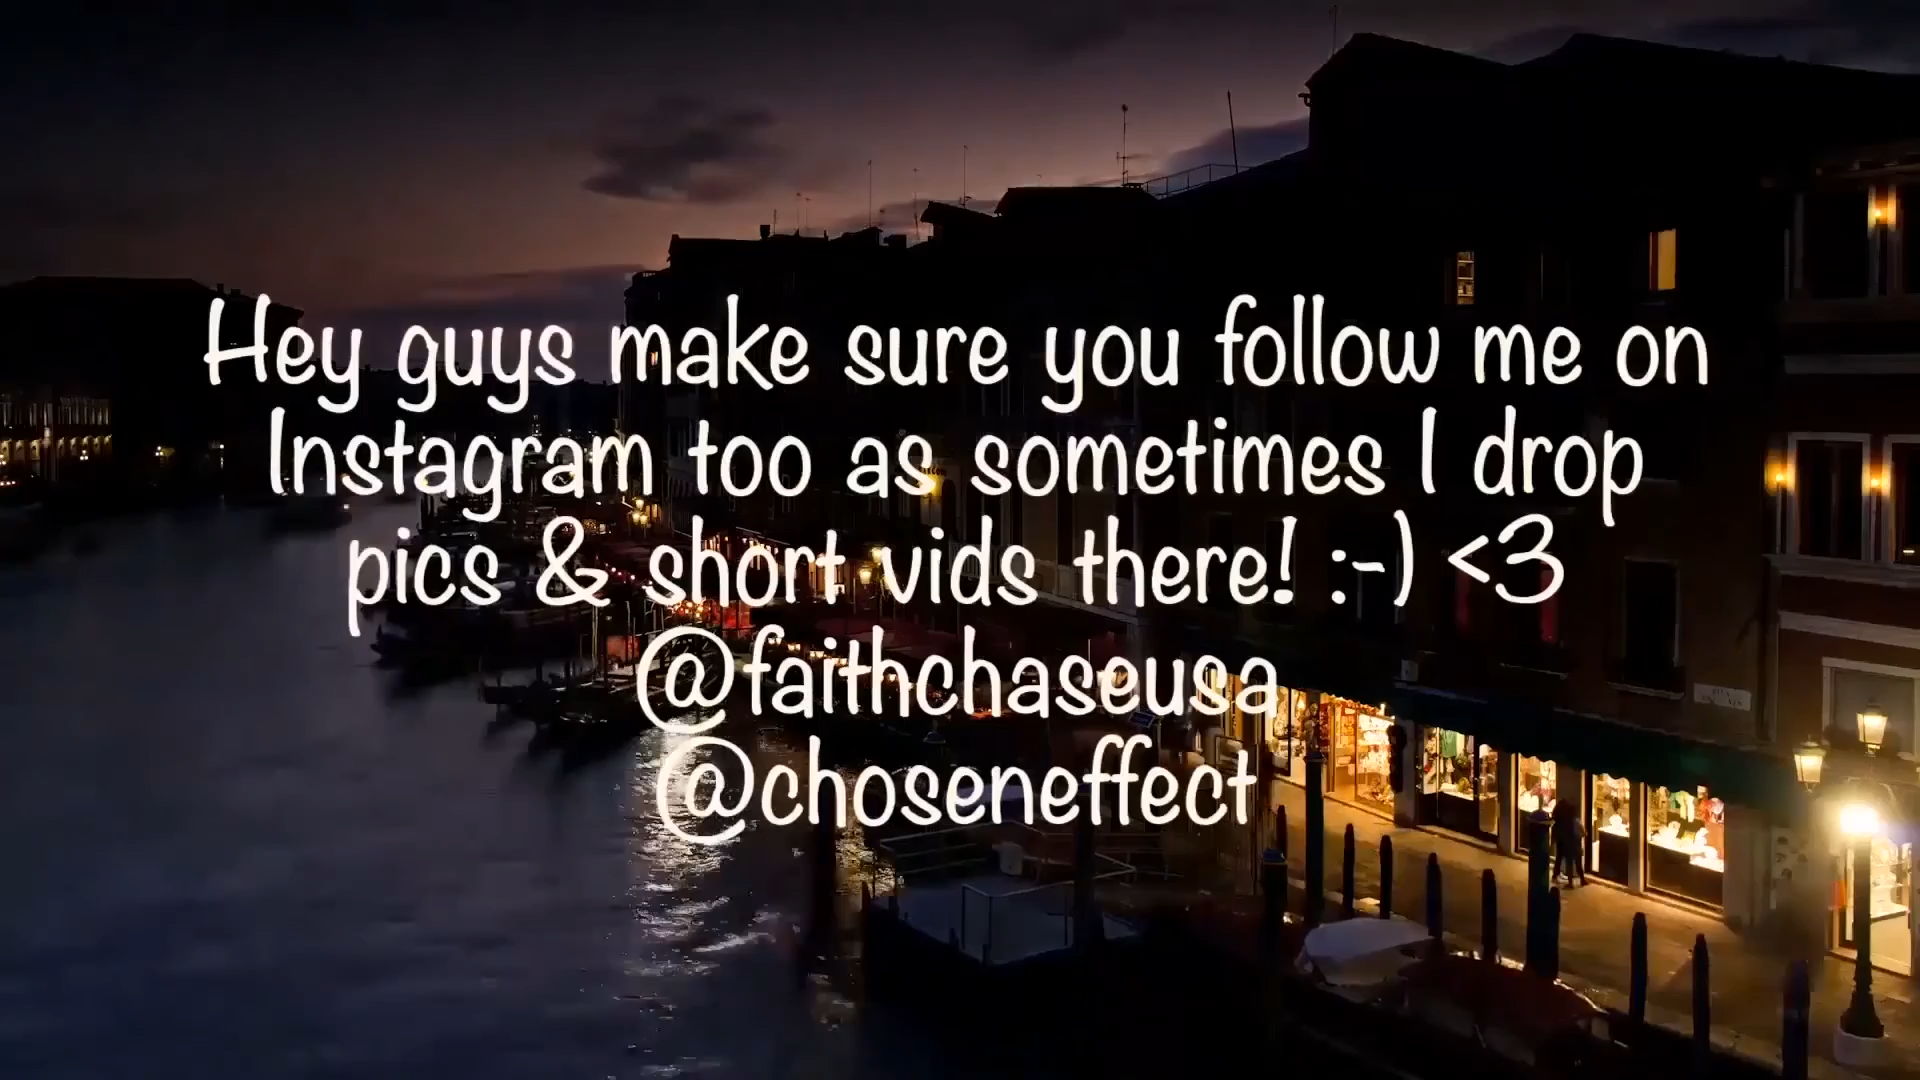 Hey guys make sure you follow me on
Instagram too as sometimes I drop
pics & short vids there! :-) <3
@faithchaseusa
@choseneffect